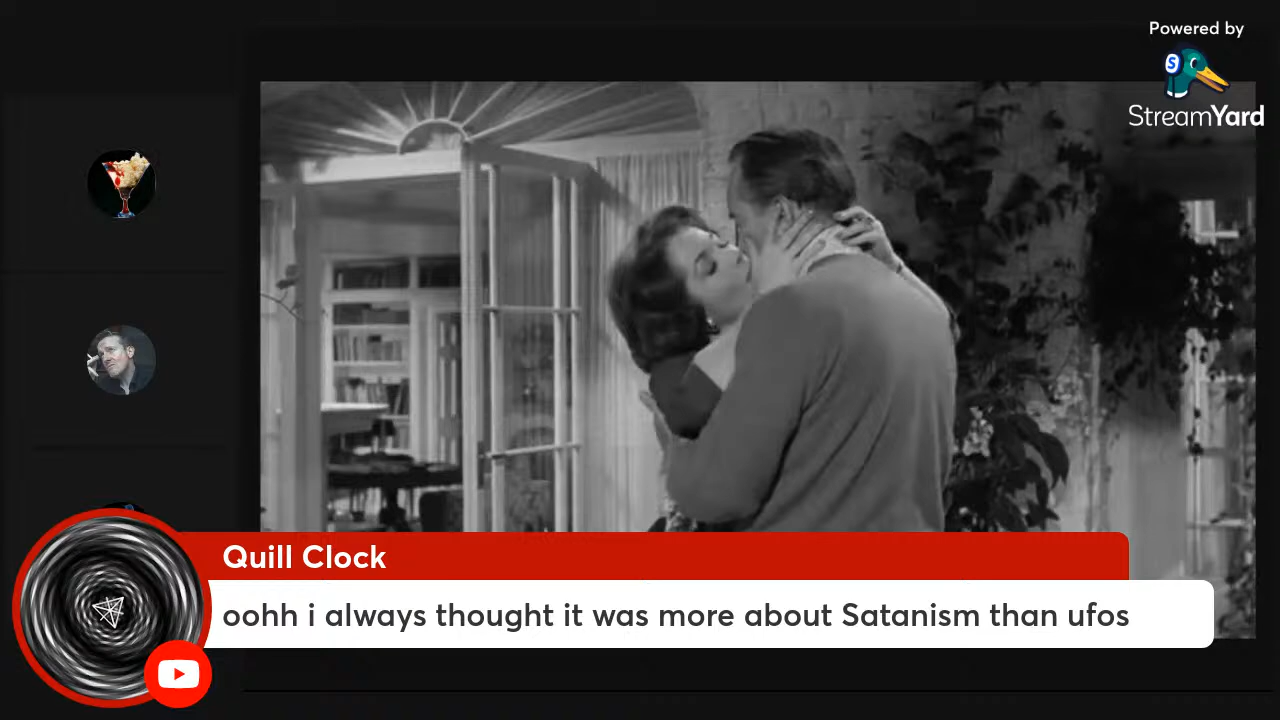 Powered by
S
StreamYard
Quill Clock
oohh i always thought it was more about Satanism than ufos